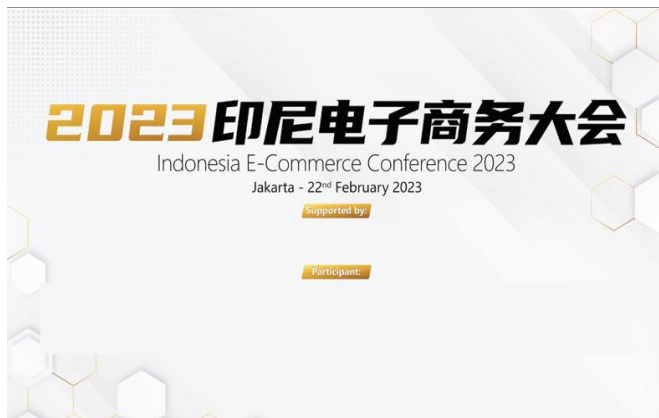 2023印尼电子商务大会
Indonesia E-Commerce Conference 2023
Jakarta - 22nd February 2023
Supported by:
Participant: